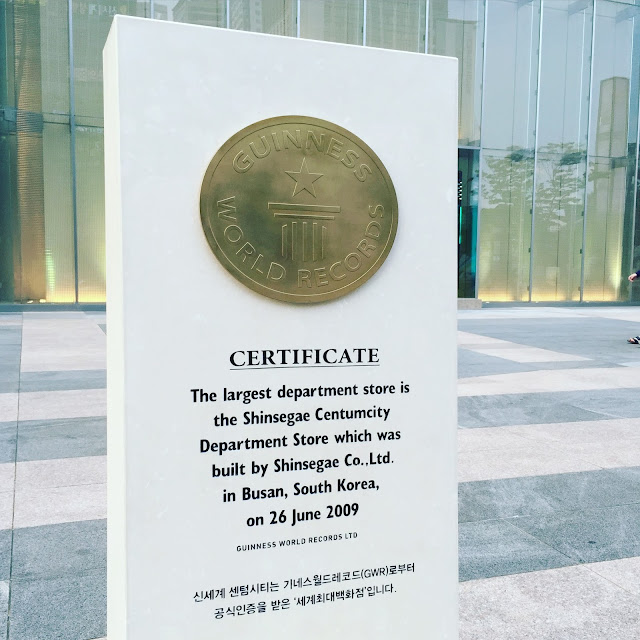 GUINNESS
WORLD RECORDS
CERTIFICATE
The largest department store is
the Shinsegae Centumcity
Department Store which was
built by Shinsegae Co.,Ltd.
in Busan, South Korea,
on 26 June 2009
GUINNESS WORLD RECORDS LTD
신세계 센텀시티는 기네스월드레코드(GWR)로부터
공식인증을 받은 '세계최대백화점'입니다.